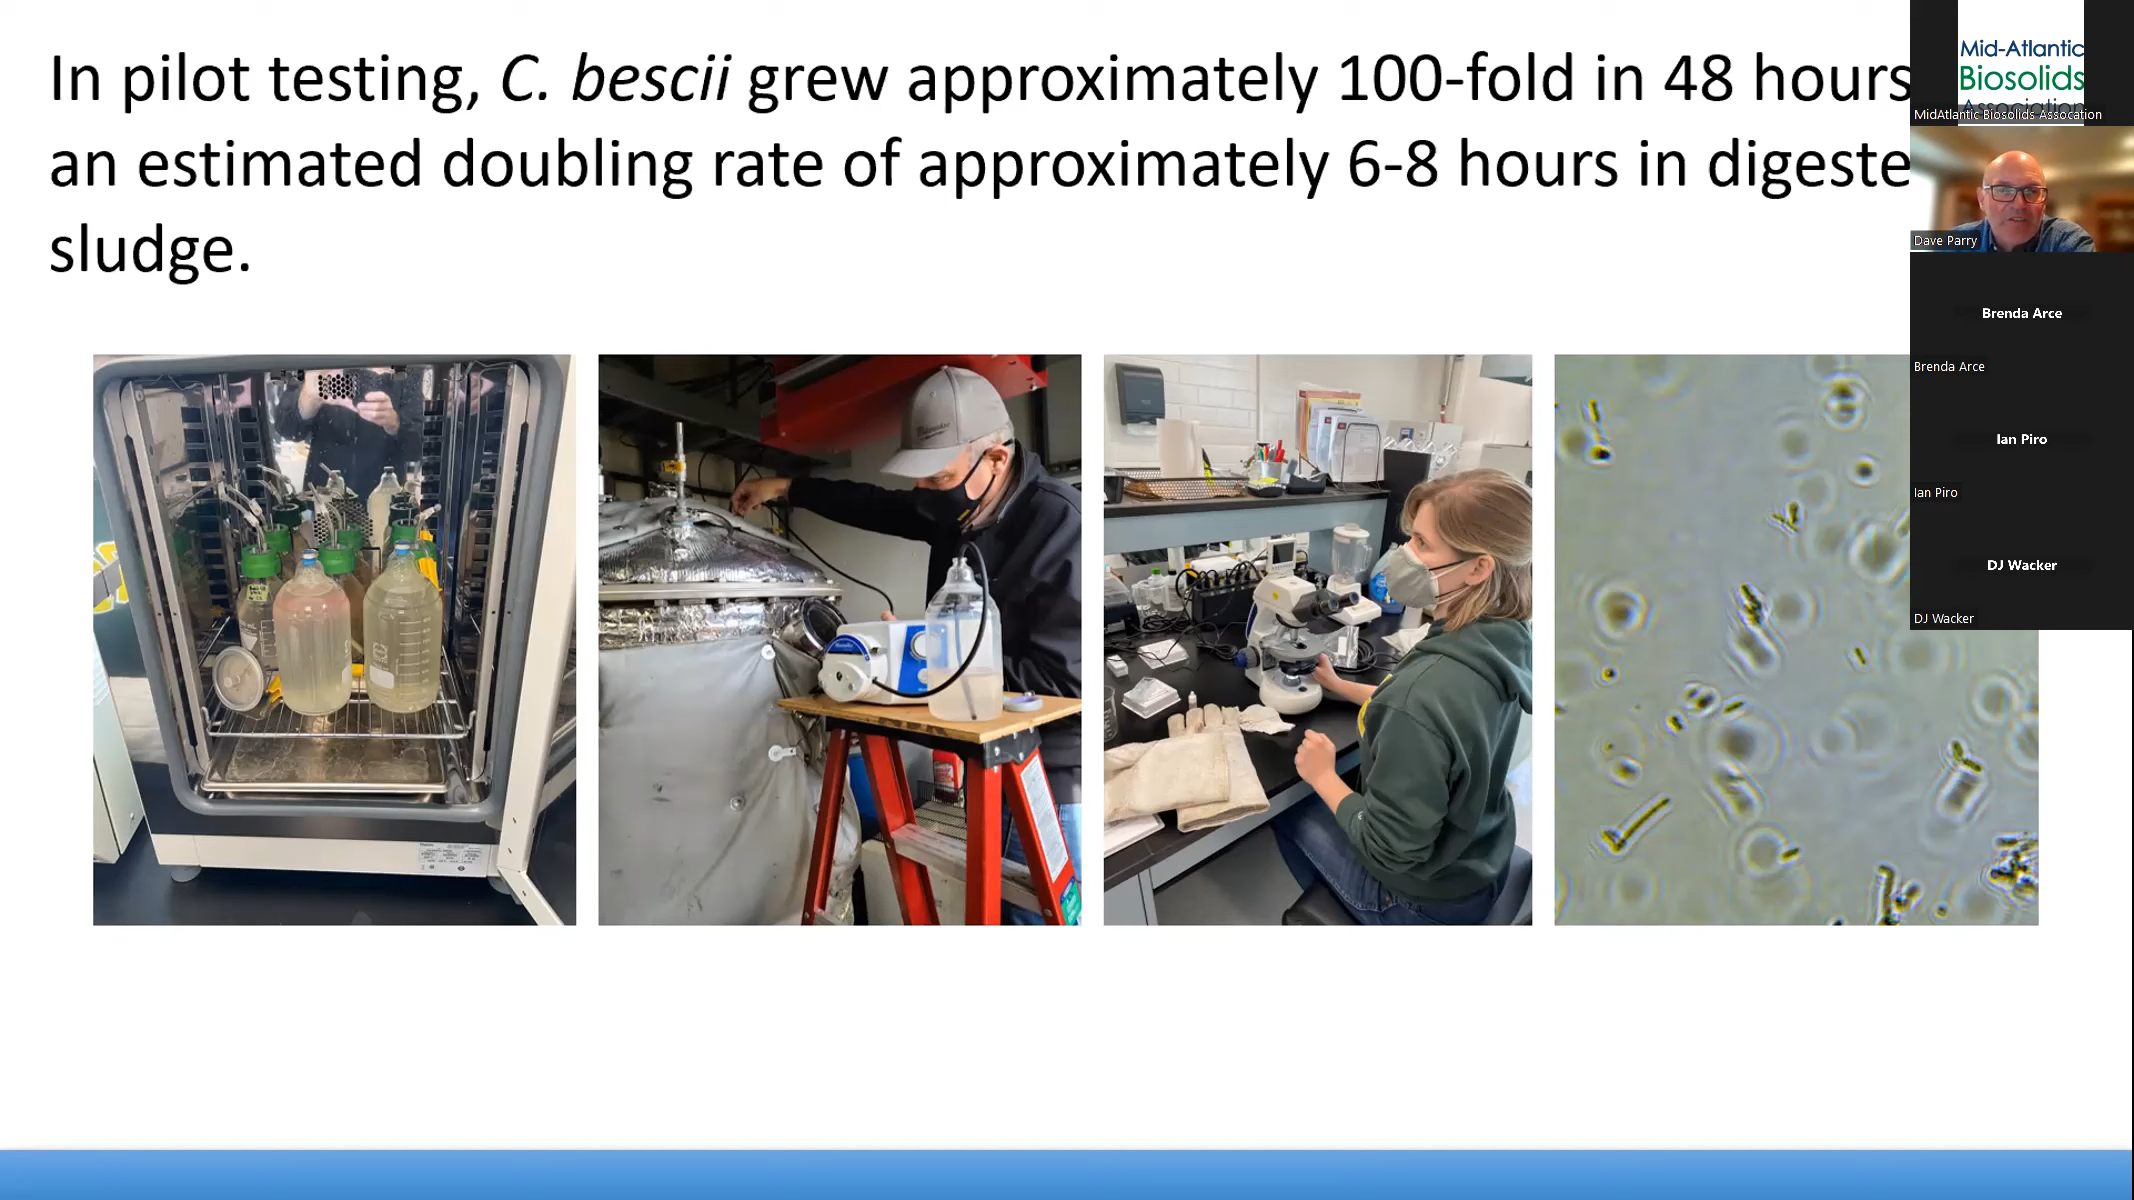 In pilot testing, C. bescii grew approximately 100-fold in 48 hours
an estimated doubling rate of approximately 6-8 hours in digeste
sludge.
Mid-Atlantic
Biosolids
Association
MidAtlantic Biosolids Assocation
Dave Parry
Brenda Arce
Brenda Arce
Ian Piro
Ian Piro
DJ Wacker
DJ Wacker